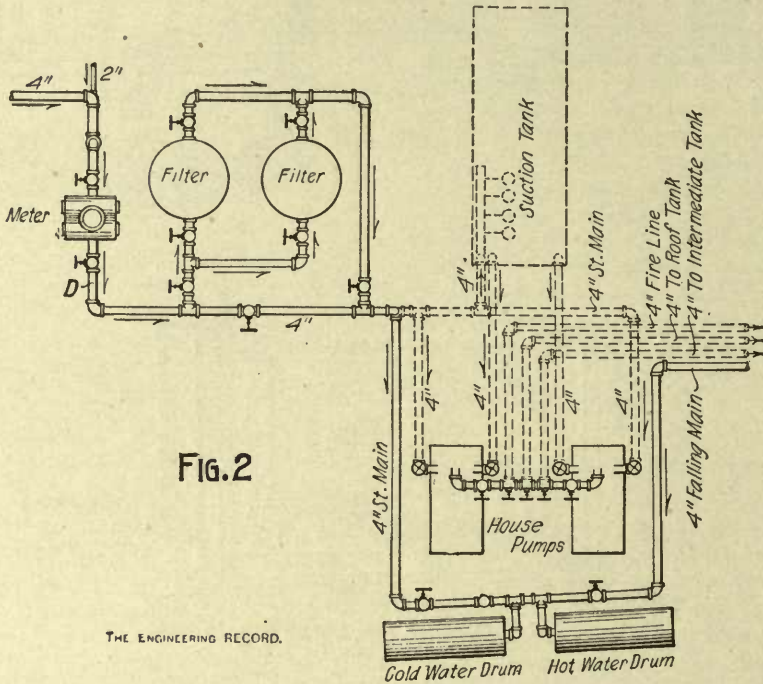 4"
2"
Filter
Filter
Meter
D
4"
Suction Tank
4"
4" St. Main
4" Fire Line
4" To Roof Tank
4" To Intermediate Tank
4"
4"
4"
4"
4" Falling Main
4" St. Main
FIG. 2
House
Pumps
THE ENGINEERING RECORD.
Cold Water Drum
Hot Water Drum